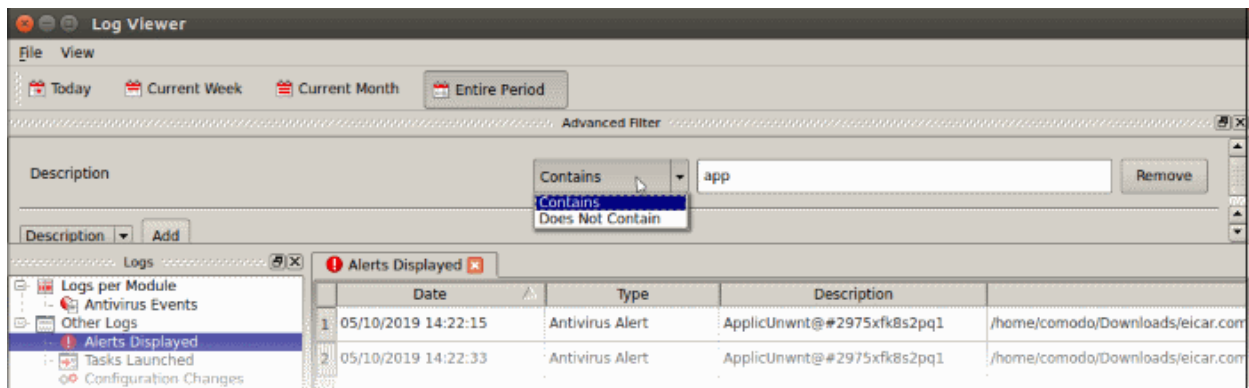 Log Viewer
File View
Today Current Week Current Month Entire Period
Advanced Filter
Description Contains app Remove
Contains
Does Not Contain
Description Add
Logs
Logs per Module
Antivirus Events
Other Logs
Alerts Displayed
Tasks Launched
Configuration Changes
Alerts Displayed
Date Type Description
1 05/10/2019 14:22:15 Antivirus Alert ApplicUnwnt@#2975xfk8s2pq1 /home/comodo/Downloads/eicar.com
2 05/10/2019 14:22:33 Antivirus Alert ApplicUnwnt@#2975xfk8s2pq1 /home/comodo/Downloads/eicar.com